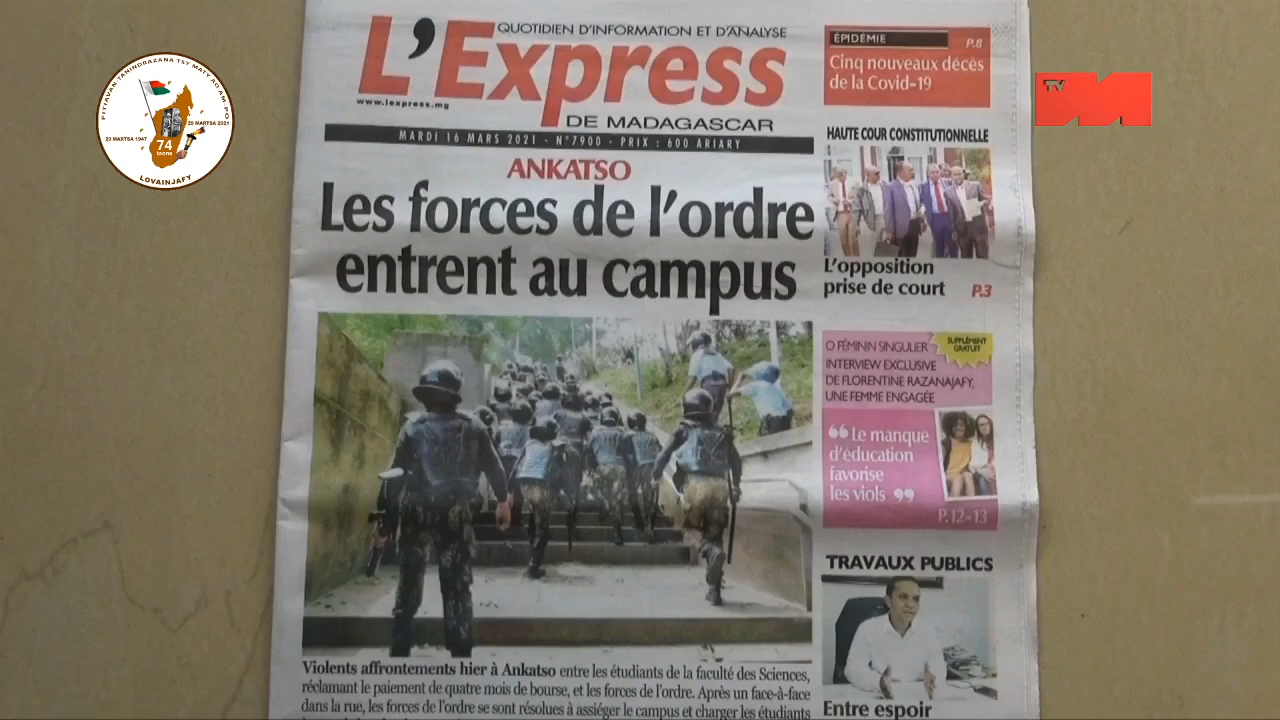 QUOTIDIEN D'INFORMATION ET D'ANALYSE
L'Express
www.lexpress.mg
DE MADAGASCAR
MARDI 16 MARS 2021 - N°7900 - PRIX : 600 ARIARY
ANKATSO
Les forces de l'ordre
entrent au campus
Violents affrontements hier à Ankatso entre les étudiants de la faculté des Sciences,
réclamant le paiement de quatre mois de bourse, et les forces de l'ordre. Après un face-à-face
dans la rue, les forces de l'ordre se sont résolues à assiéger le campus et charger les étudiants
ÉPIDÉMIE
P.8
Cinq nouveaux décès
de la Covid-19
HAUTE COUR CONSTITUTIONNELLE
L'opposition
prise de court P.3
O FÉMININ SINGULIER
SUPPLÉMENT
GRATUIT
INTERVIEW EXCLUSIVE
DE FLORENTINE RAZANAJAFY,
UNE FEMME ENGAGÉE
“ Le manque
d'éducation
favorise
les viols ”
P.12-13
TRAVAUX PUBLICS
Entre espoir
29 MARTSA 1947
29 MARTSA 2021
74
taona
LOVAINJAFY
TV